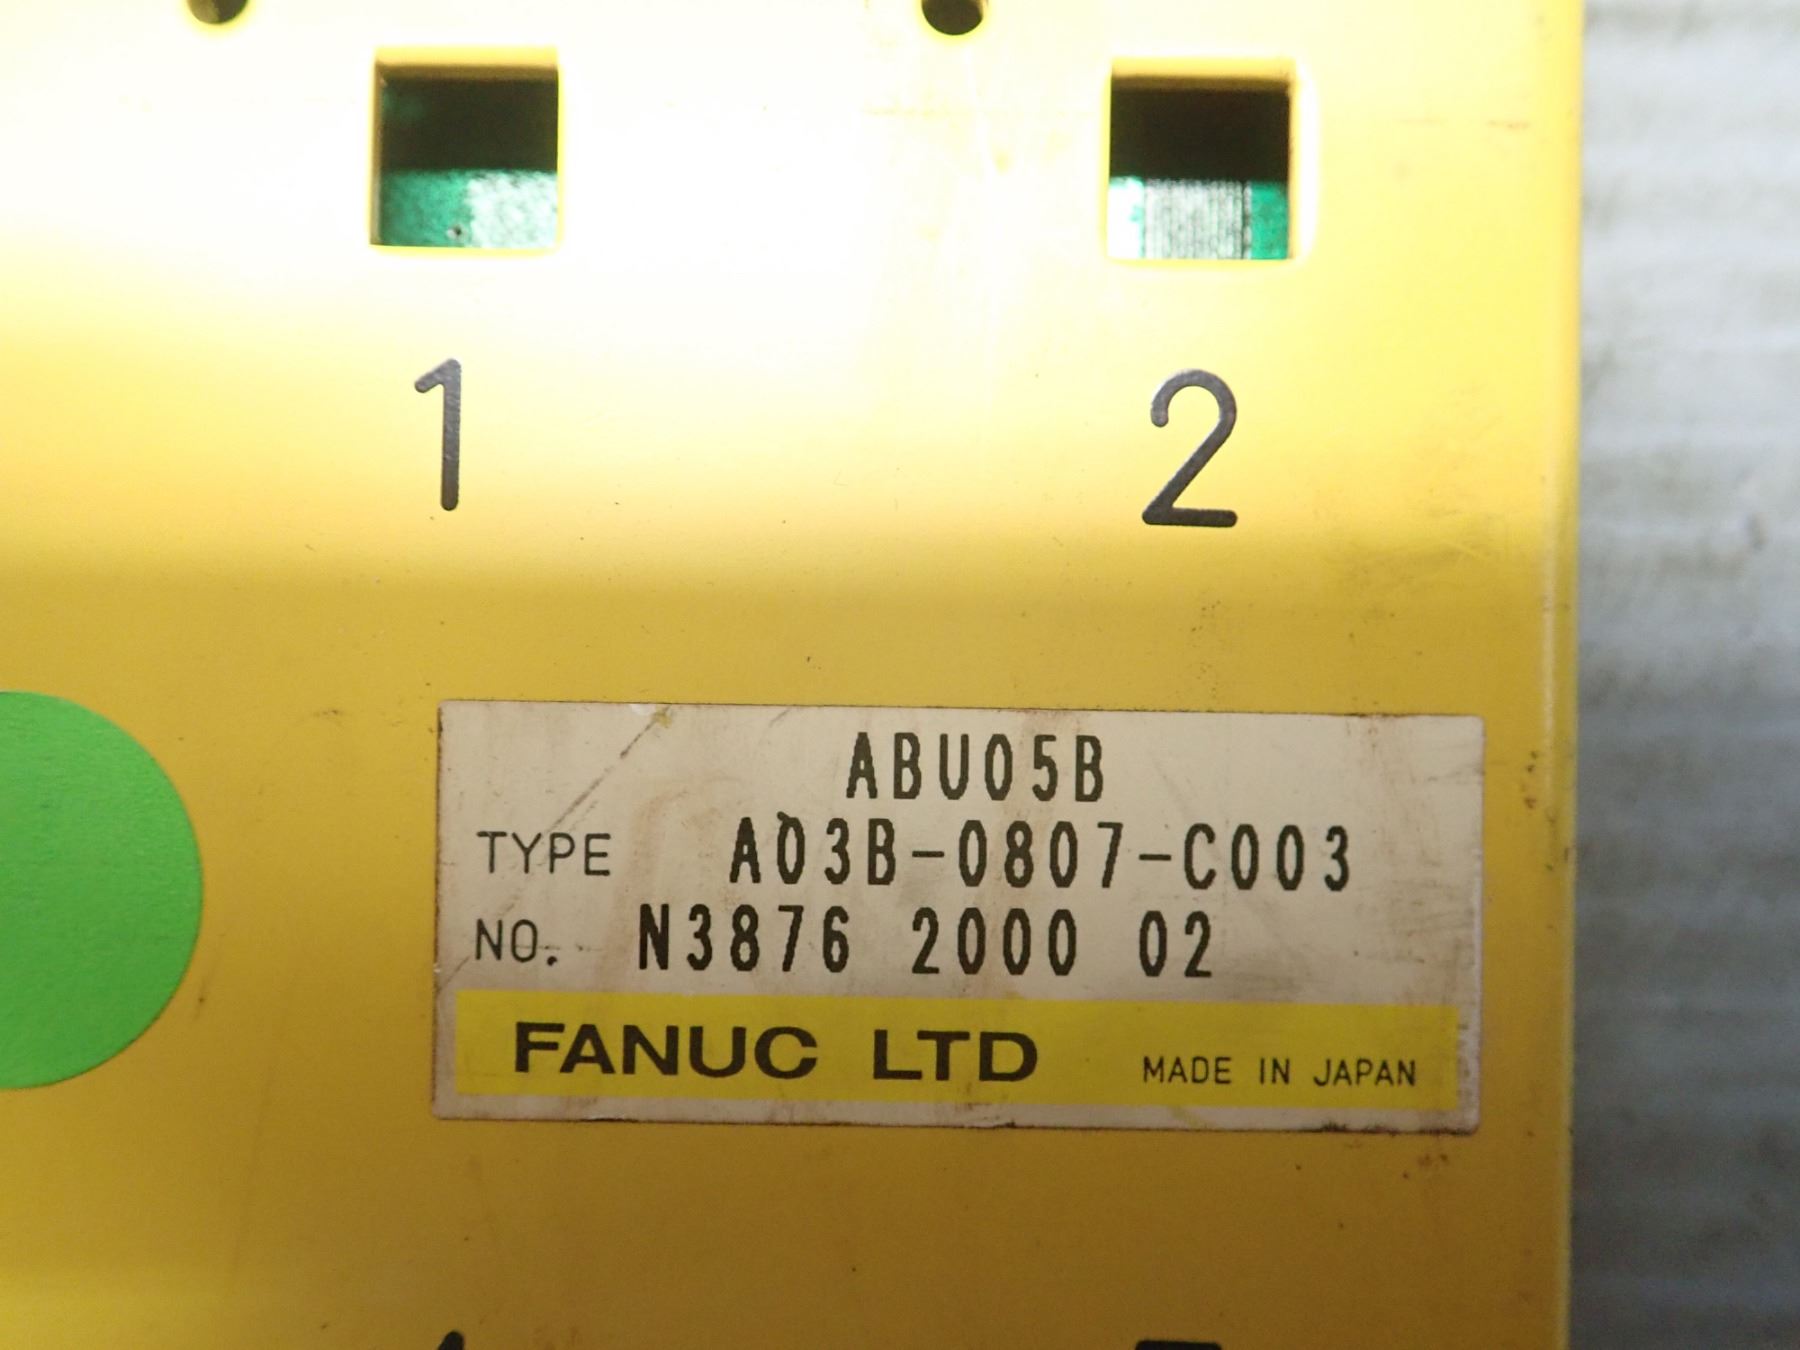 1 2
ABU05B
TYPE A03B-0807-C003
NO. N3876 2000 02
FANUC LTD MADE IN JAPAN